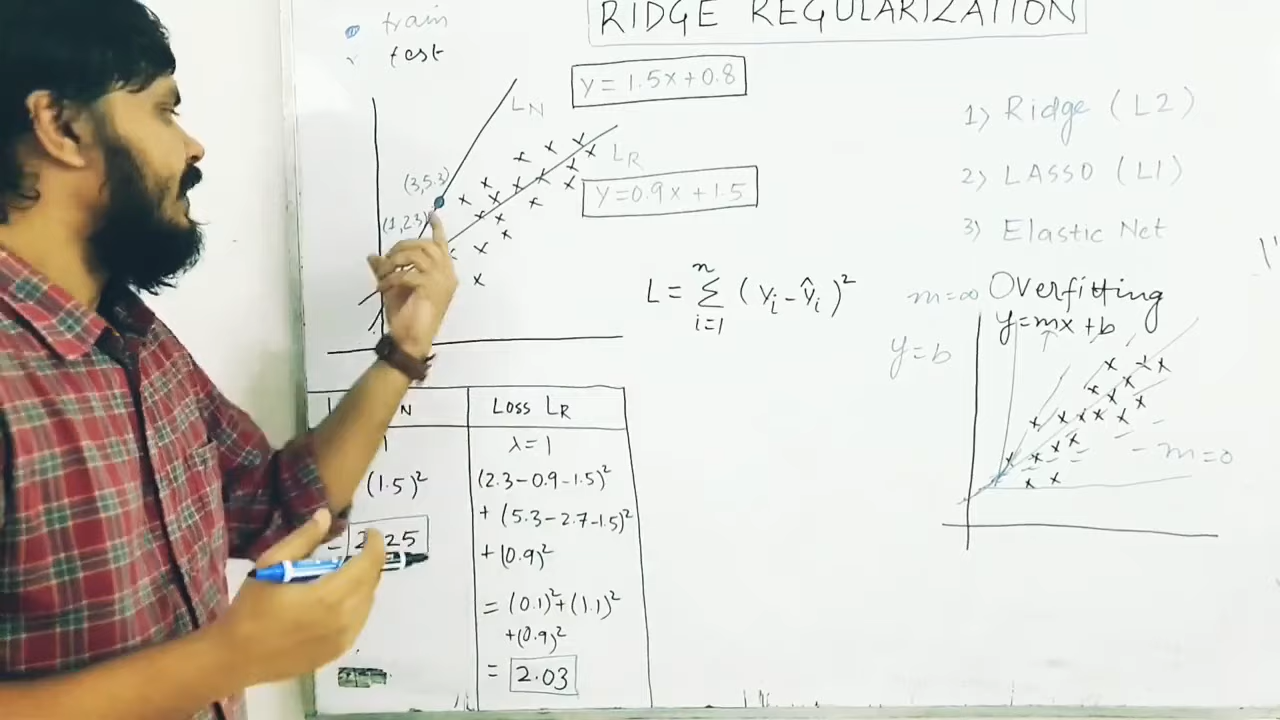 RIDGE REGULARIZATION
train
x test
y = 1.5x + 0.8
LN
LR
y = 0.9x + 1.5
(3,5.3)
(1,2.3)
1) Ridge (L2)
2) LASSO (L1)
3) Elastic Net
L = n Σ i=1 (yi - ŷi)²
m=∞ Overfitting
y = mx + b
y = b
m=0
N
Loss LR
λ = 1
(1.5)²
(2.3-0.9-1.5)²
+ (5.3-2.7-1.5)²
+ (0.9)²
= (0.1)² + (1.1)²
+ (0.9)²
= 2.03
= 2.25